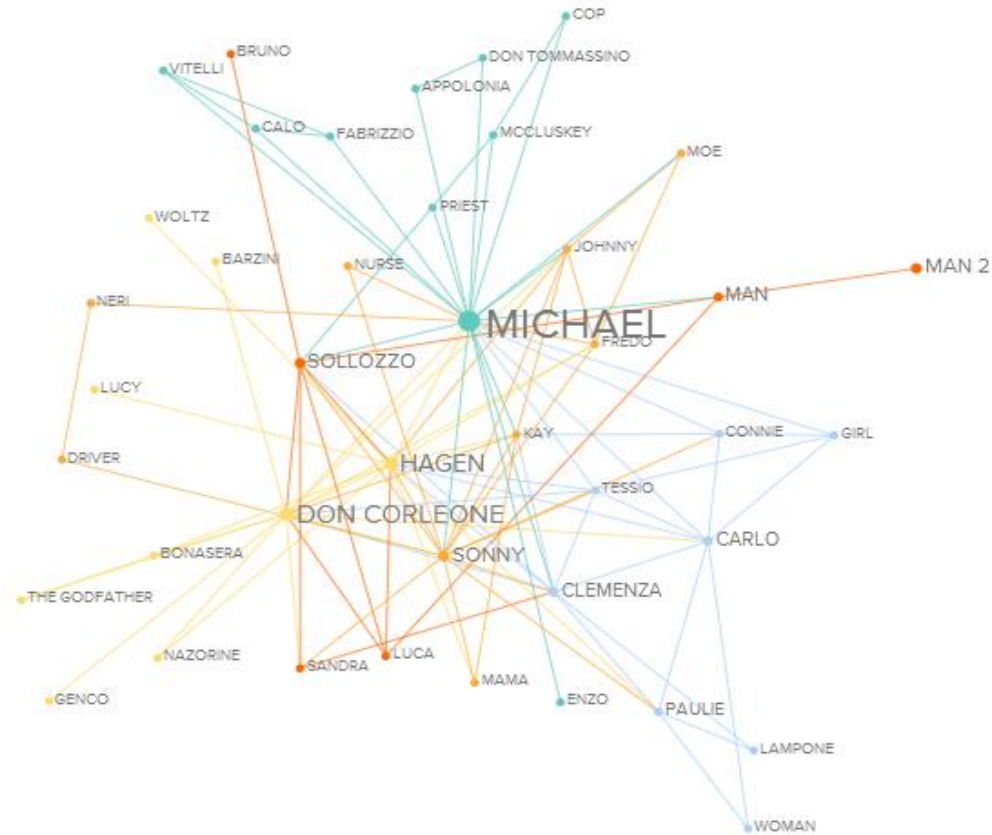 COP
BRUNO
DON TOMMASSINO
VITELLI
APPOLONIA
CALO
FABRIZZIO
MCCLUSKEY
MOE
PRIEST
WOLTZ
JOHNNY
BARZINI
NURSE
MAN 2
MAN
NERI
MICHAEL
FREDO
SOLLOZZO
LUCY
KAY
CONNIE
GIRL
DRIVER
HAGEN
TESSIO
DON CORLEONE
CARLO
BONASERA
SONNY
CLEMENZA
THE GODFATHER
NAZORINE
LUCA
SANDRA
MAMA
GENCO
ENZO
PAULIE
LAMPONE
WOMAN